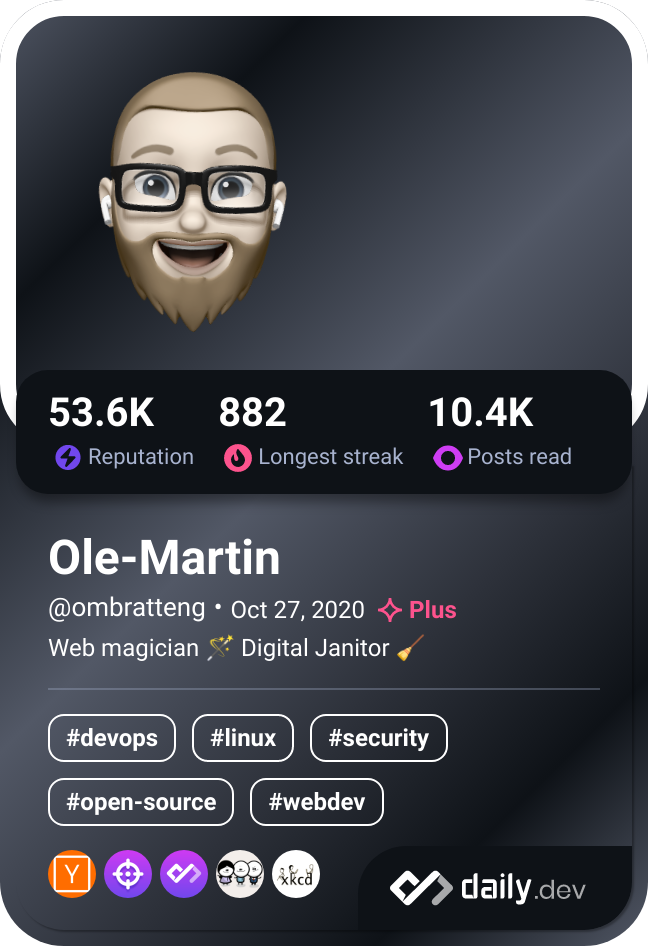 53.6K 882 10.4K
Reputation Longest streak Posts read
Ole-Martin
@ombratteng • Oct 27, 2020 Plus
Web magician 🪄 Digital Janitor 🧹
#devops #linux #security
#open-source #webdev
Y xkcd
daily.dev